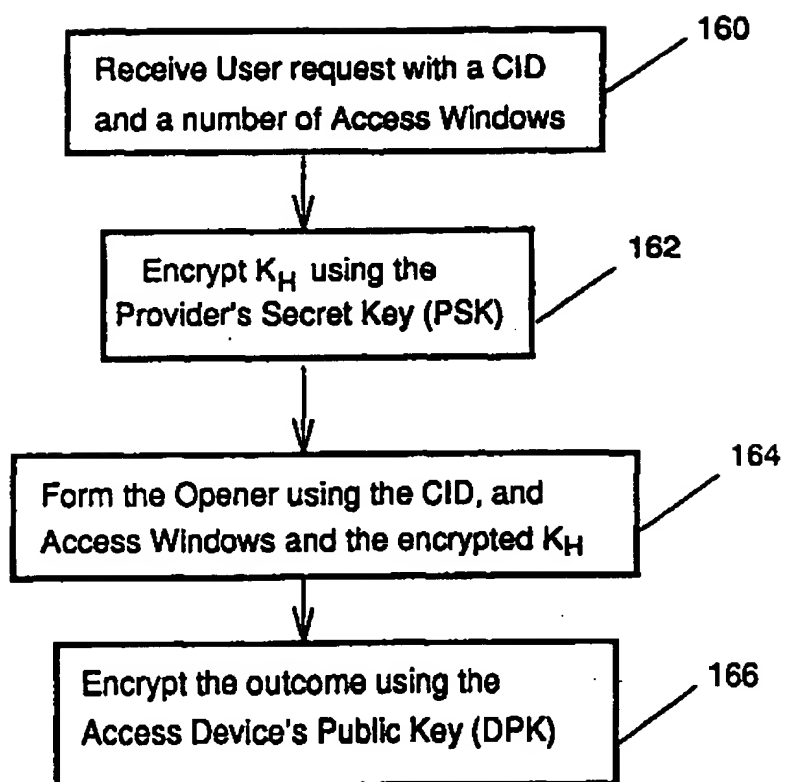 160
Receive User request with a CID
and a number of Access Windows
162
Encrypt K_H using the
Provider's Secret Key (PSK)
164
Form the Opener using the CID, and
Access Windows and the encrypted K_H
166
Encrypt the outcome using the
Access Device's Public Key (DPK)